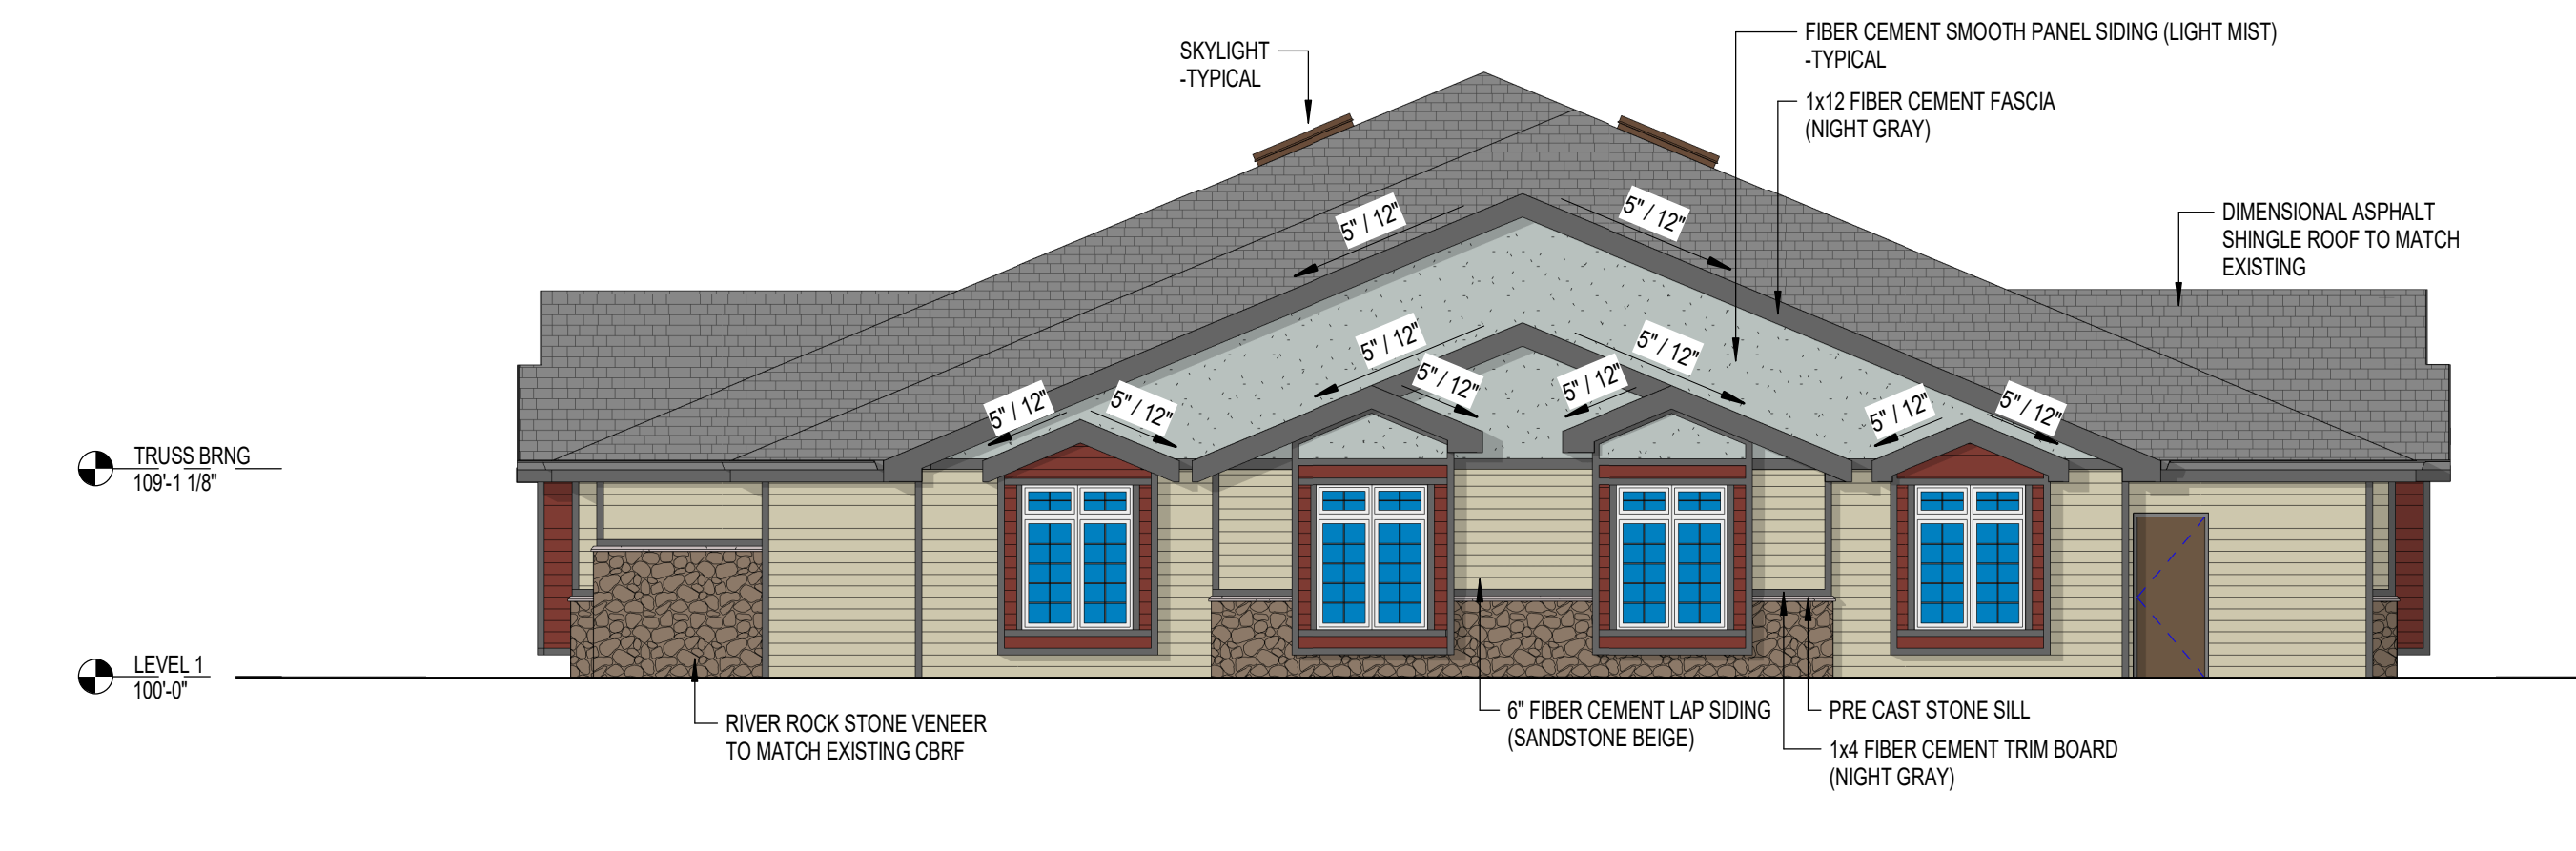 SKYLIGHT
-TYPICAL
FIBER CEMENT SMOOTH PANEL SIDING (LIGHT MIST)
-TYPICAL
1x12 FIBER CEMENT FASCIA
(NIGHT GRAY)
DIMENSIONAL ASPHALT
SHINGLE ROOF TO MATCH
EXISTING
5" / 12"
5" / 12"
5" / 12"
5" / 12"
5" / 12"
5" / 12"
5" / 12"
5" / 12"
5" / 12"
5" / 12"
TRUSS BRNG
109'-1 1/8"
LEVEL 1
100'-0"
RIVER ROCK STONE VENEER
TO MATCH EXISTING CBRF
6" FIBER CEMENT LAP SIDING
(SANDSTONE BEIGE)
PRE CAST STONE SILL
1x4 FIBER CEMENT TRIM BOARD
(NIGHT GRAY)